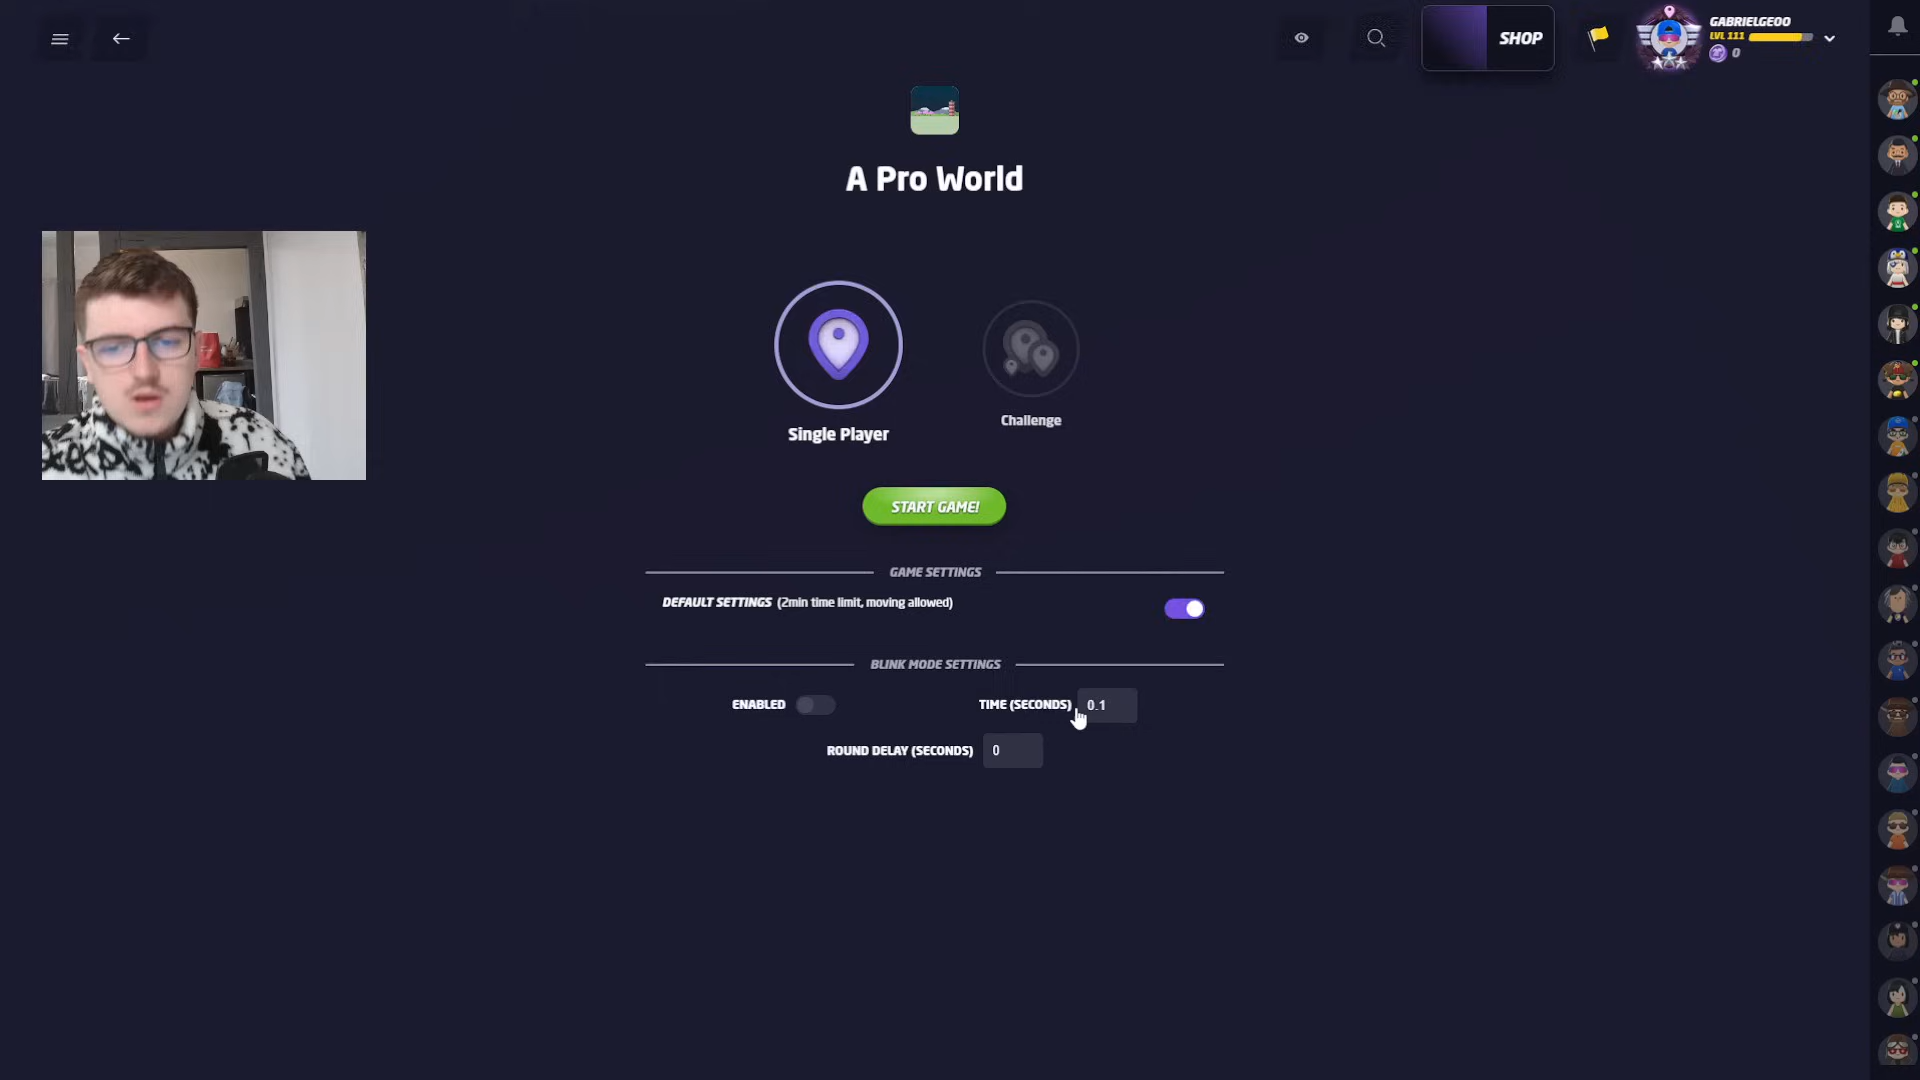 SHOP
GABRIELGEOO
LVL 111
0
A Pro World
Single Player
Challenge
START GAME!
GAME SETTINGS
DEFAULT SETTINGS (2min time limit, moving allowed)
BLINK MODE SETTINGS
ENABLED
TIME (SECONDS) 0.1
ROUND DELAY (SECONDS) 0